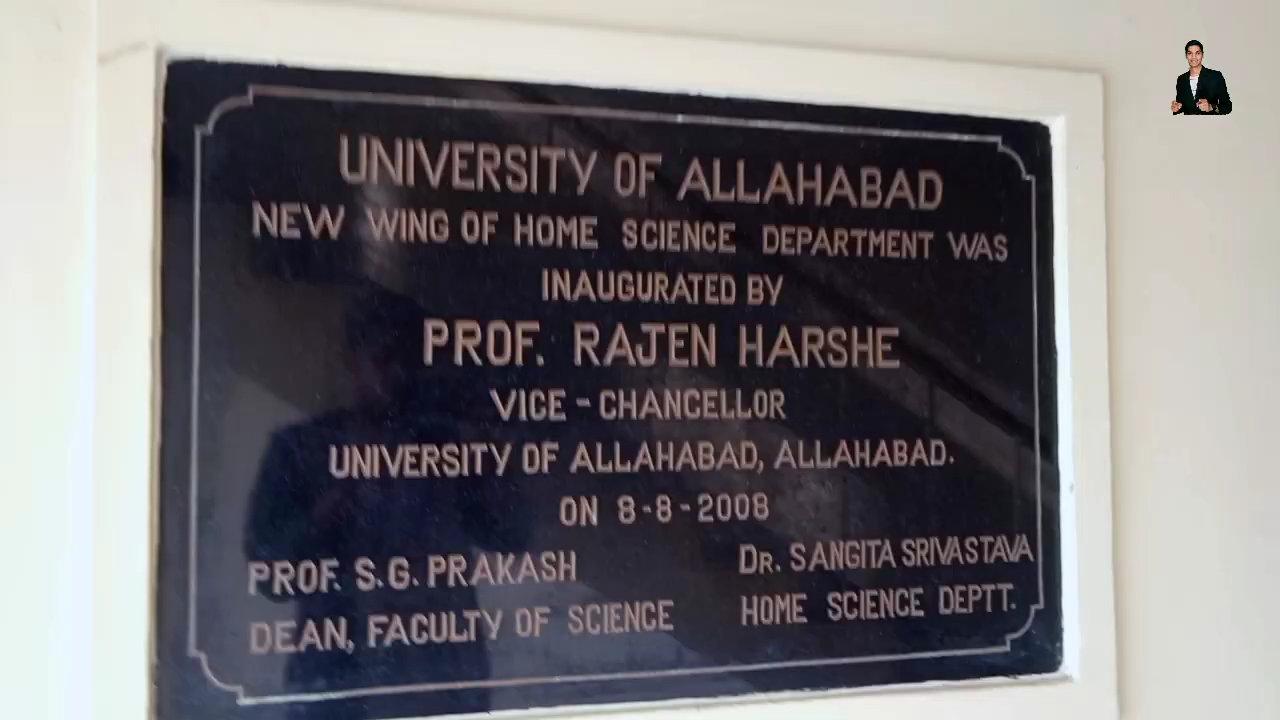 UNIVERSITY OF ALLAHABAD
NEW WING OF HOME SCIENCE DEPARTMENT WAS
INAUGURATED BY
PROF. RAJEN HARSHE
VICE - CHANCELLOR
UNIVERSITY OF ALLAHABAD, ALLAHABAD.
ON 8-8-2008
PROF. S.G. PRAKASH
DEAN, FACULTY OF SCIENCE
DR. SANGITA SRIVASTAVA
HOME SCIENCE DEPTT.